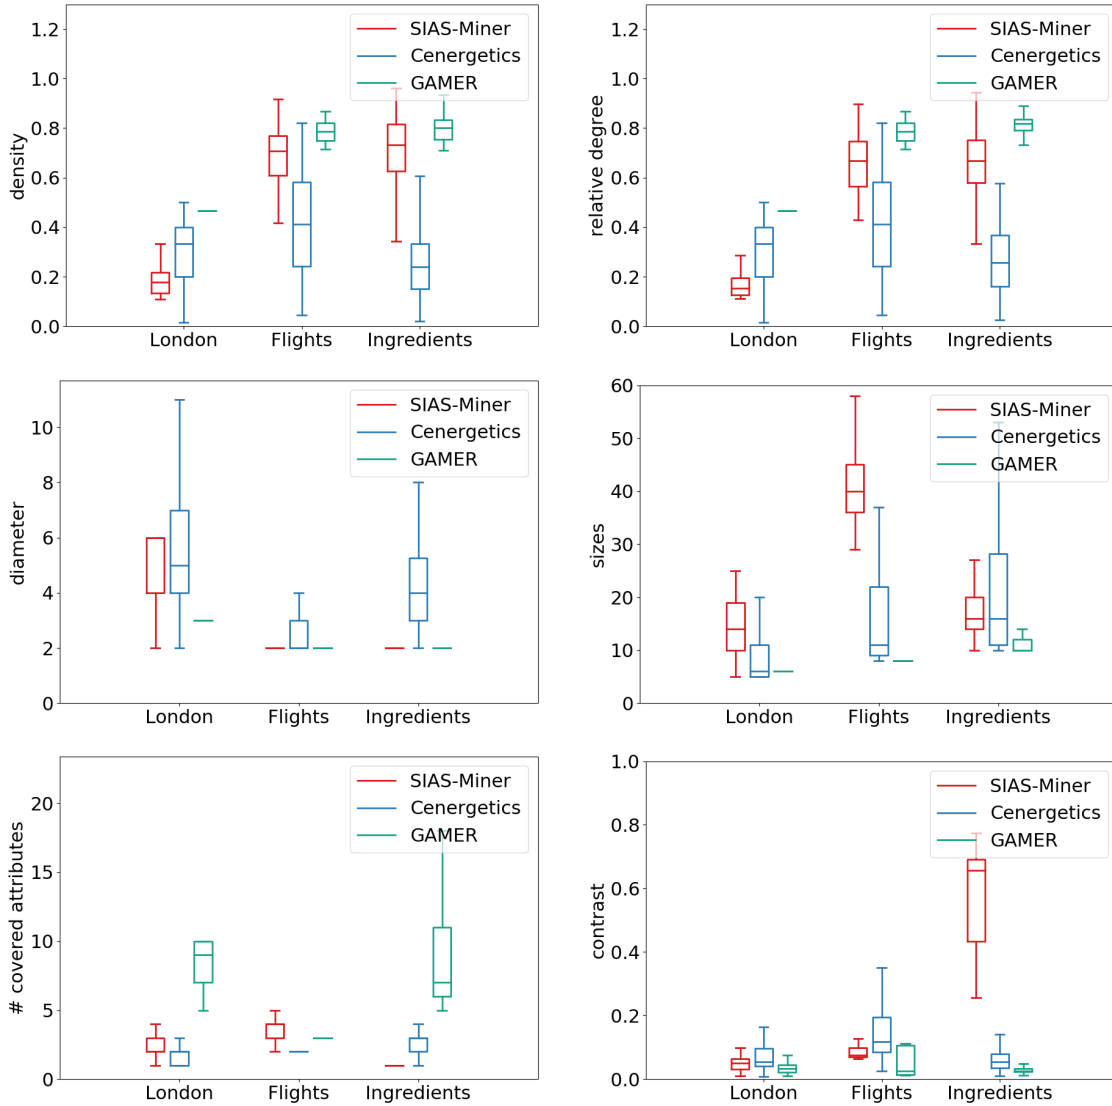 density
1.2
1.0
0.8
0.6
0.4
0.2
0.0
SIAS-Miner
Cenergetics
GAMER
London Flights Ingredients
relative degree
1.2
1.0
0.8
0.6
0.4
0.2
0.0
SIAS-Miner
Cenergetics
GAMER
London Flights Ingredients
diameter
10
8
6
4
2
0
SIAS-Miner
Cenergetics
GAMER
London Flights Ingredients
sizes
60
50
40
30
20
10
0
SIAS-Miner
Cenergetics
GAMER
London Flights Ingredients
# covered attributes
20
15
10
5
0
SIAS-Miner
Cenergetics
GAMER
London Flights Ingredients
contrast
1.0
0.8
0.6
0.4
0.2
0.0
SIAS-Miner
Cenergetics
GAMER
London Flights Ingredients